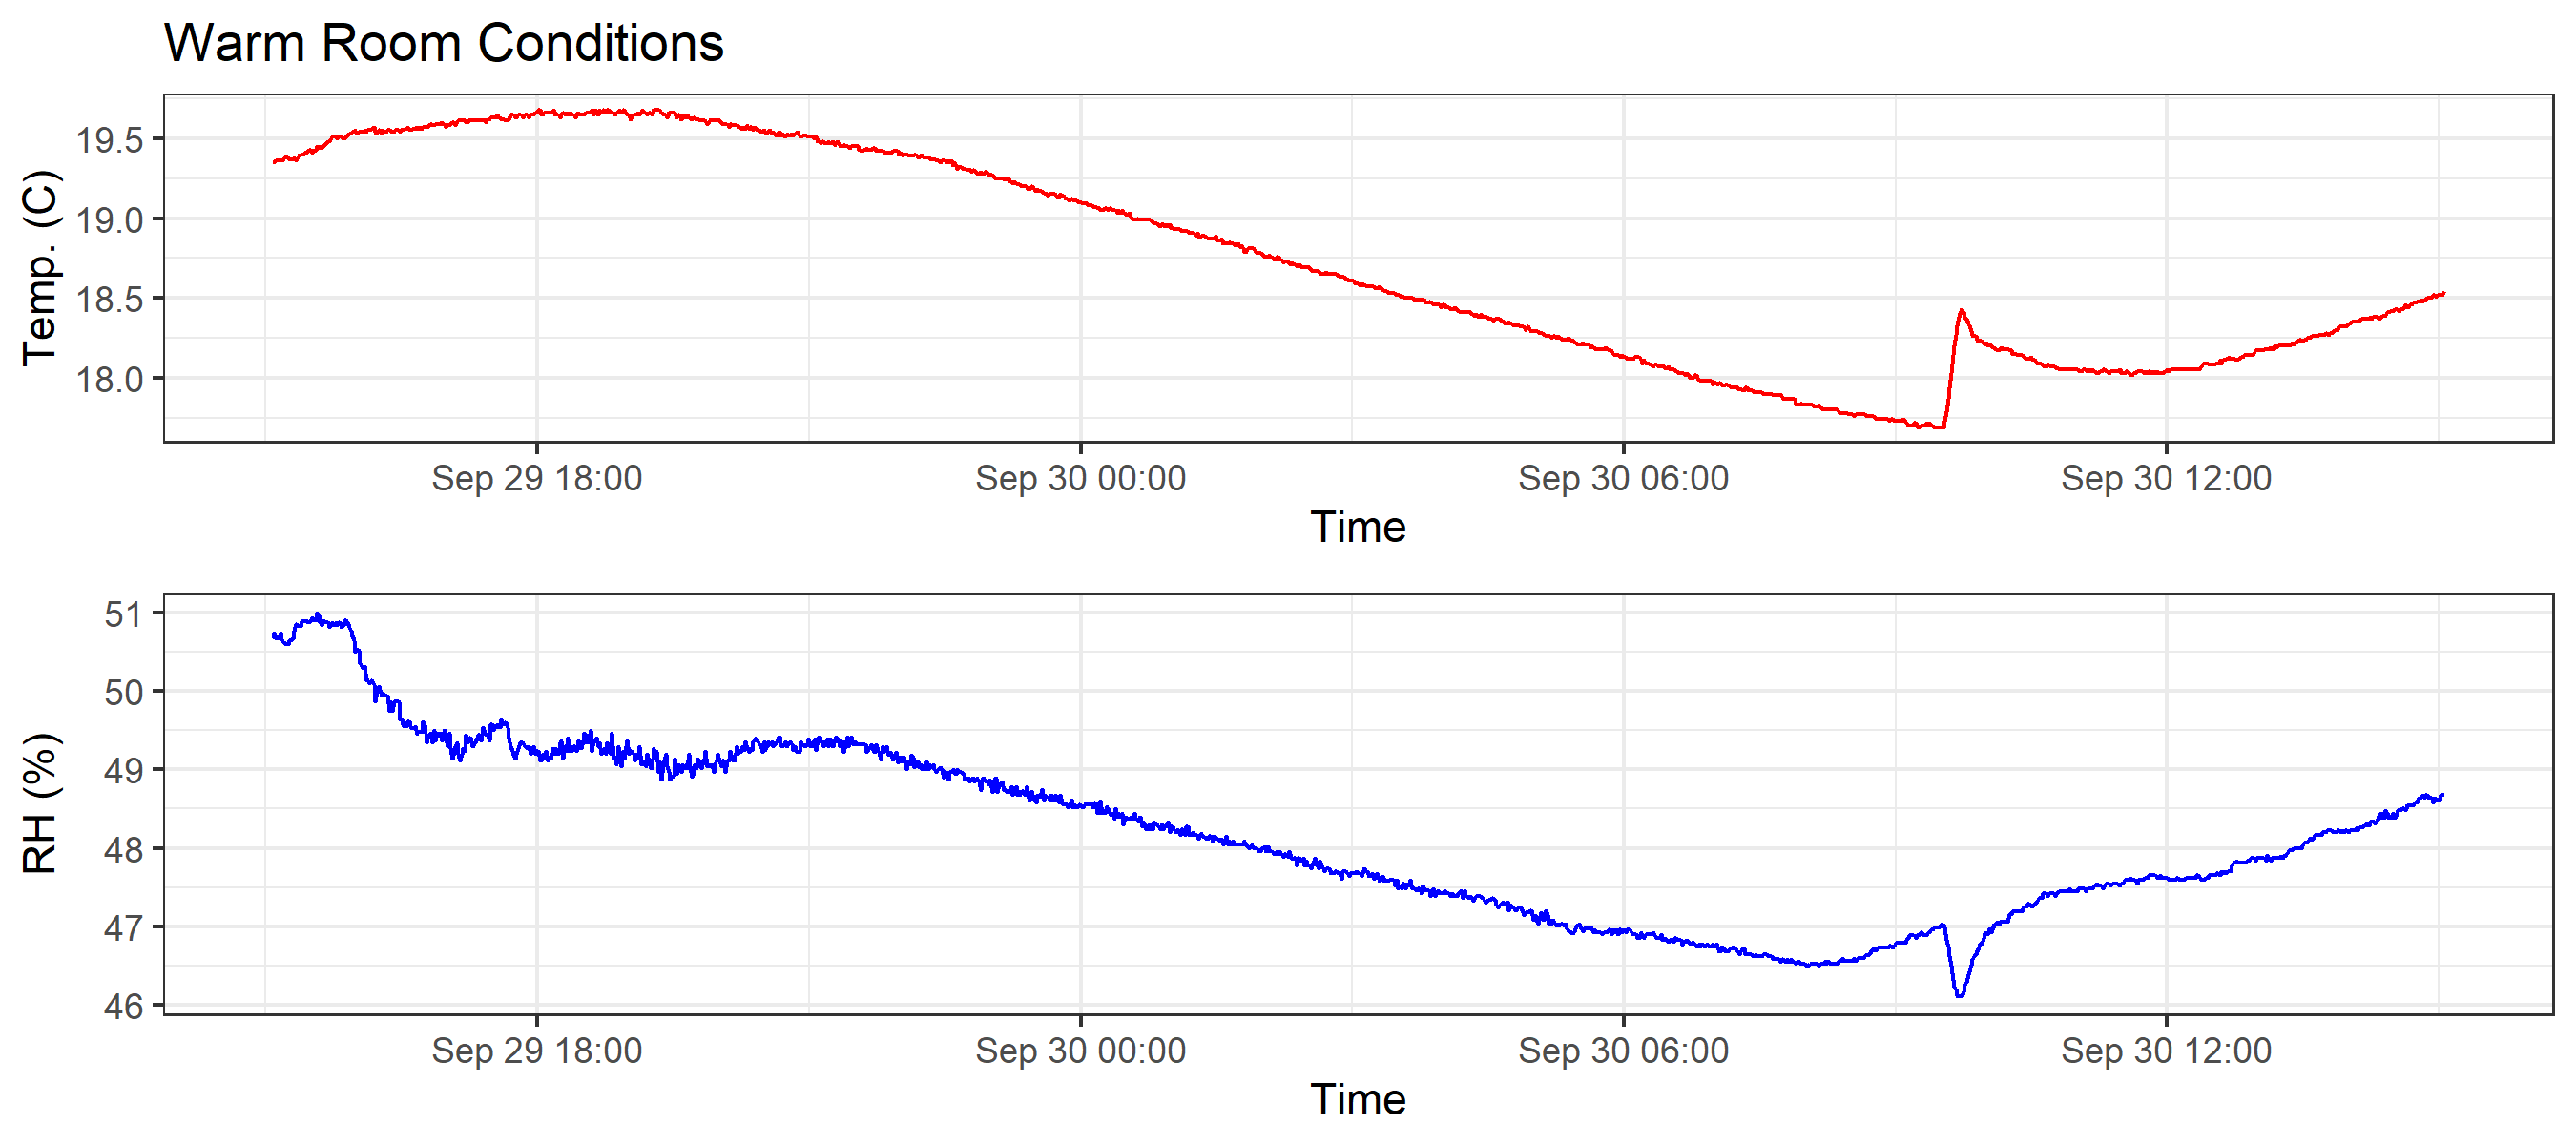 Warm Room Conditions
Temp. (C)
19.5
19.0
18.5
18.0
Sep 29 18:00 Sep 30 00:00 Sep 30 06:00 Sep 30 12:00
Time
RH (%)
51
50
49
48
47
46
Sep 29 18:00 Sep 30 00:00 Sep 30 06:00 Sep 30 12:00
Time